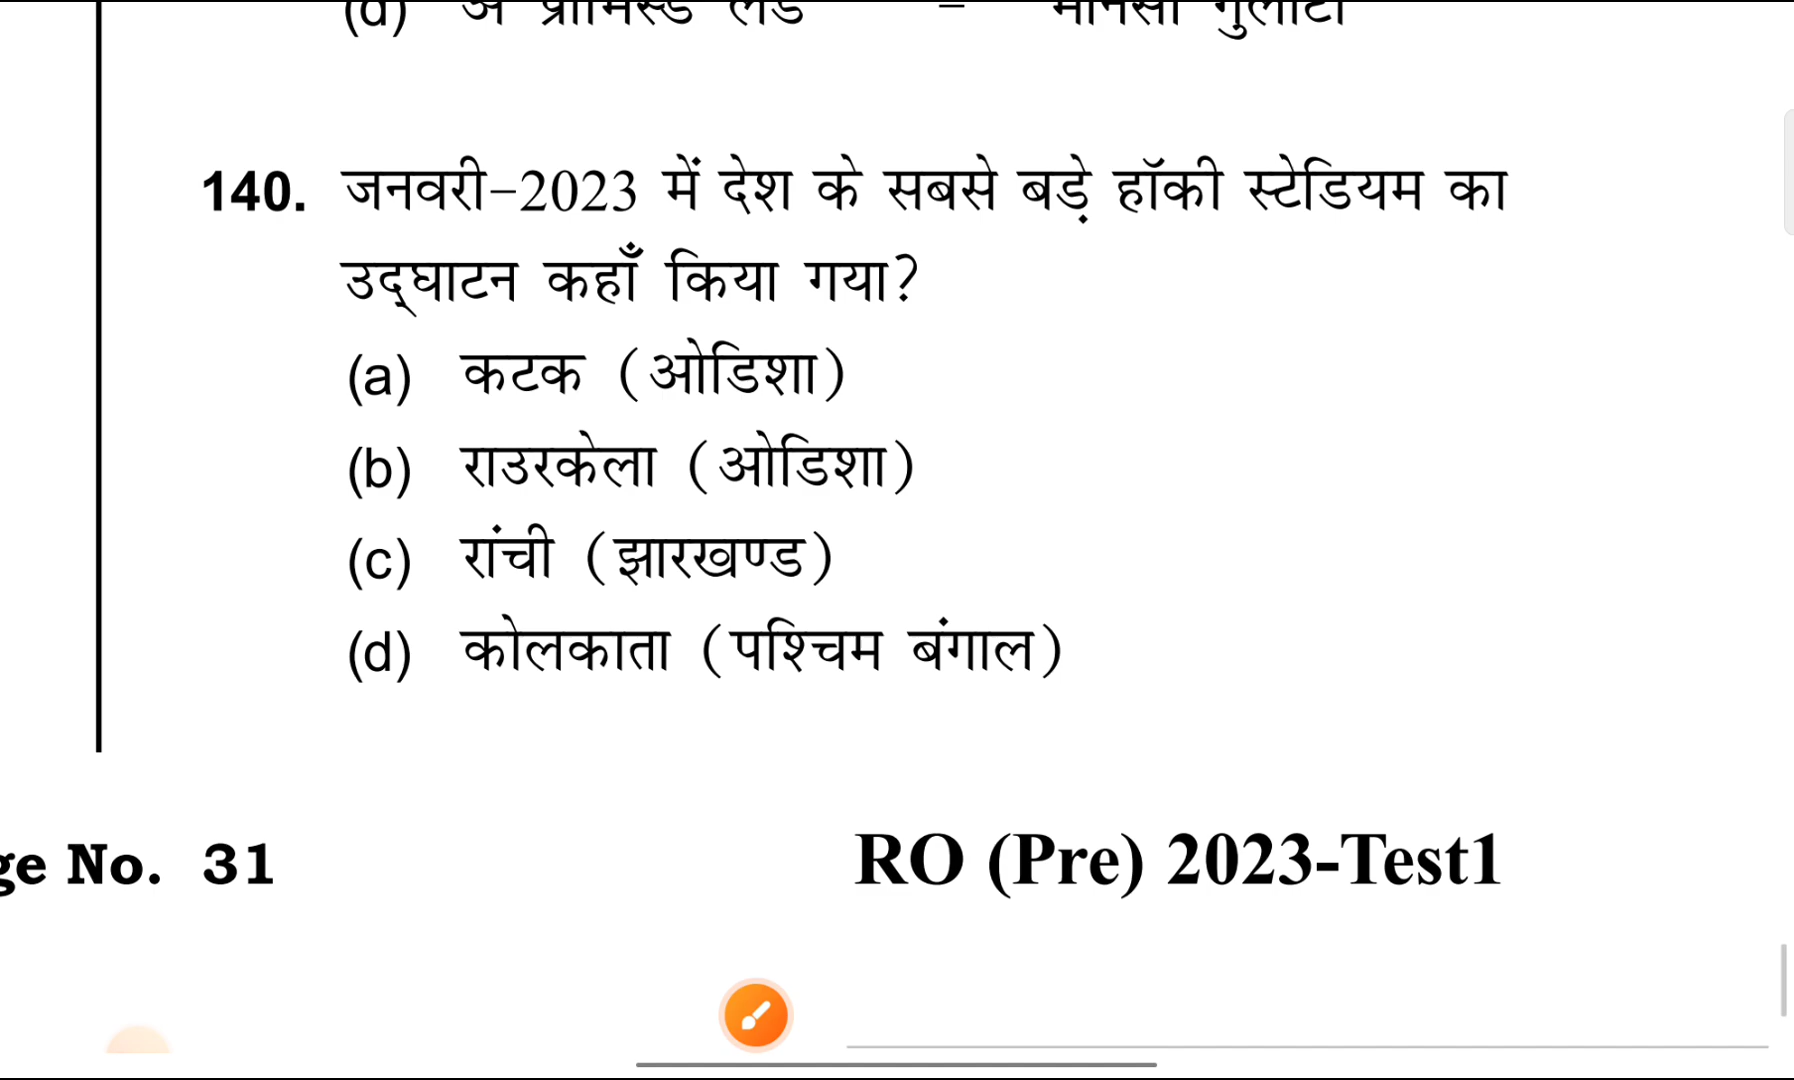 (d)
140. जनवरी-2023 में देश के सबसे बड़े हॉकी स्टेडियम का
उद्घाटन कहाँ किया गया?
(a) कटक (ओडिशा)
(b) राउरकेला (ओडिशा)
(c) रांची (झारखण्ड)
(d) कोलकाता (पश्चिम बंगाल)
No. 31
RO (Pre) 2023-Test1